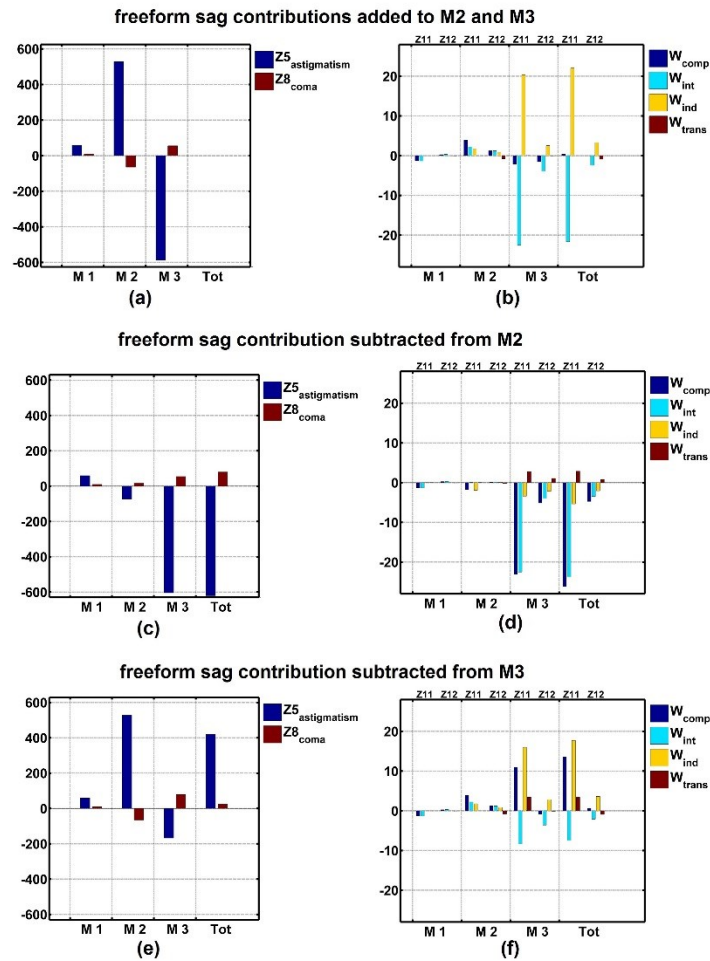 freeform sag contributions added to M2 and M3
600
400
200
0
-200
-400
-600
M 1 M 2 M 3 Tot
Z5astigmatism
Z8coma
(a)
Z11 Z12 Z11 Z12 Z11 Z12 Z11 Z12
20
10
0
-10
-20
M 1 M 2 M 3 Tot
Wcomp
Wint
Wind
Wtrans
(b)
freeform sag contribution subtracted from M2
600
400
200
0
-200
-400
-600
M 1 M 2 M 3 Tot
Z5astigmatism
Z8coma
(c)
Z11 Z12 Z11 Z12 Z11 Z12 Z11 Z12
20
10
0
-10
-20
M 1 M 2 M 3 Tot
Wcomp
Wint
Wind
Wtrans
(d)
freeform sag contribution subtracted from M3
600
400
200
0
-200
-400
-600
M 1 M 2 M 3 Tot
Z5astigmatism
Z8coma
(e)
Z11 Z12 Z11 Z12 Z11 Z12 Z11 Z12
20
10
0
-10
-20
M 1 M 2 M 3 Tot
Wcomp
Wint
Wind
Wtrans
(f)